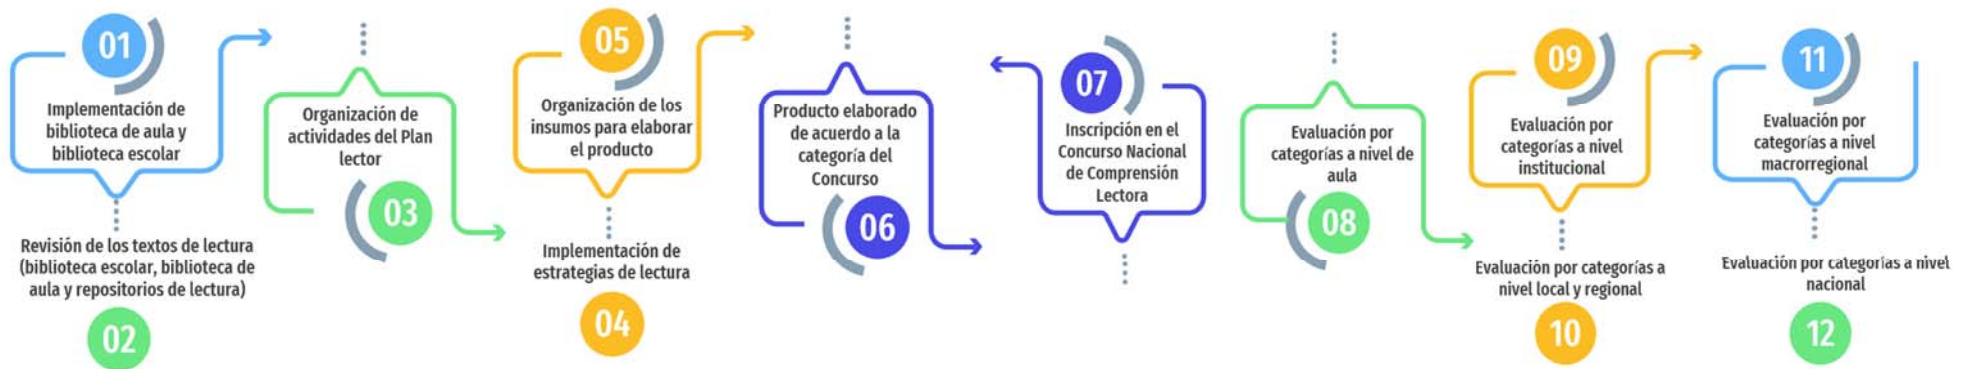 01
Implementación de
biblioteca de aula y
biblioteca escolar
Revisión de los textos de lectura
(biblioteca escolar, biblioteca de
aula y repositorios de lectura)
02
Organización de
actividades del Plan
lector
03
05
Organización de los
insumos para elaborar
el producto
Implementación de
estrategias de lectura
04
Producto elaborado
de acuerdo a la
categoría del
Concurso
06
07
Inscripción en el
Concurso Nacional
de Comprensión
Lectora
Evaluación por
categorías a nivel de
aula
08
09
Evaluación por
categorías a nivel
institucional
Evaluación por categorías a
nivel local y regional
10
11
Evaluación por
categorías a nivel
macrorregional
Evaluación por categorías a nivel
nacional
12